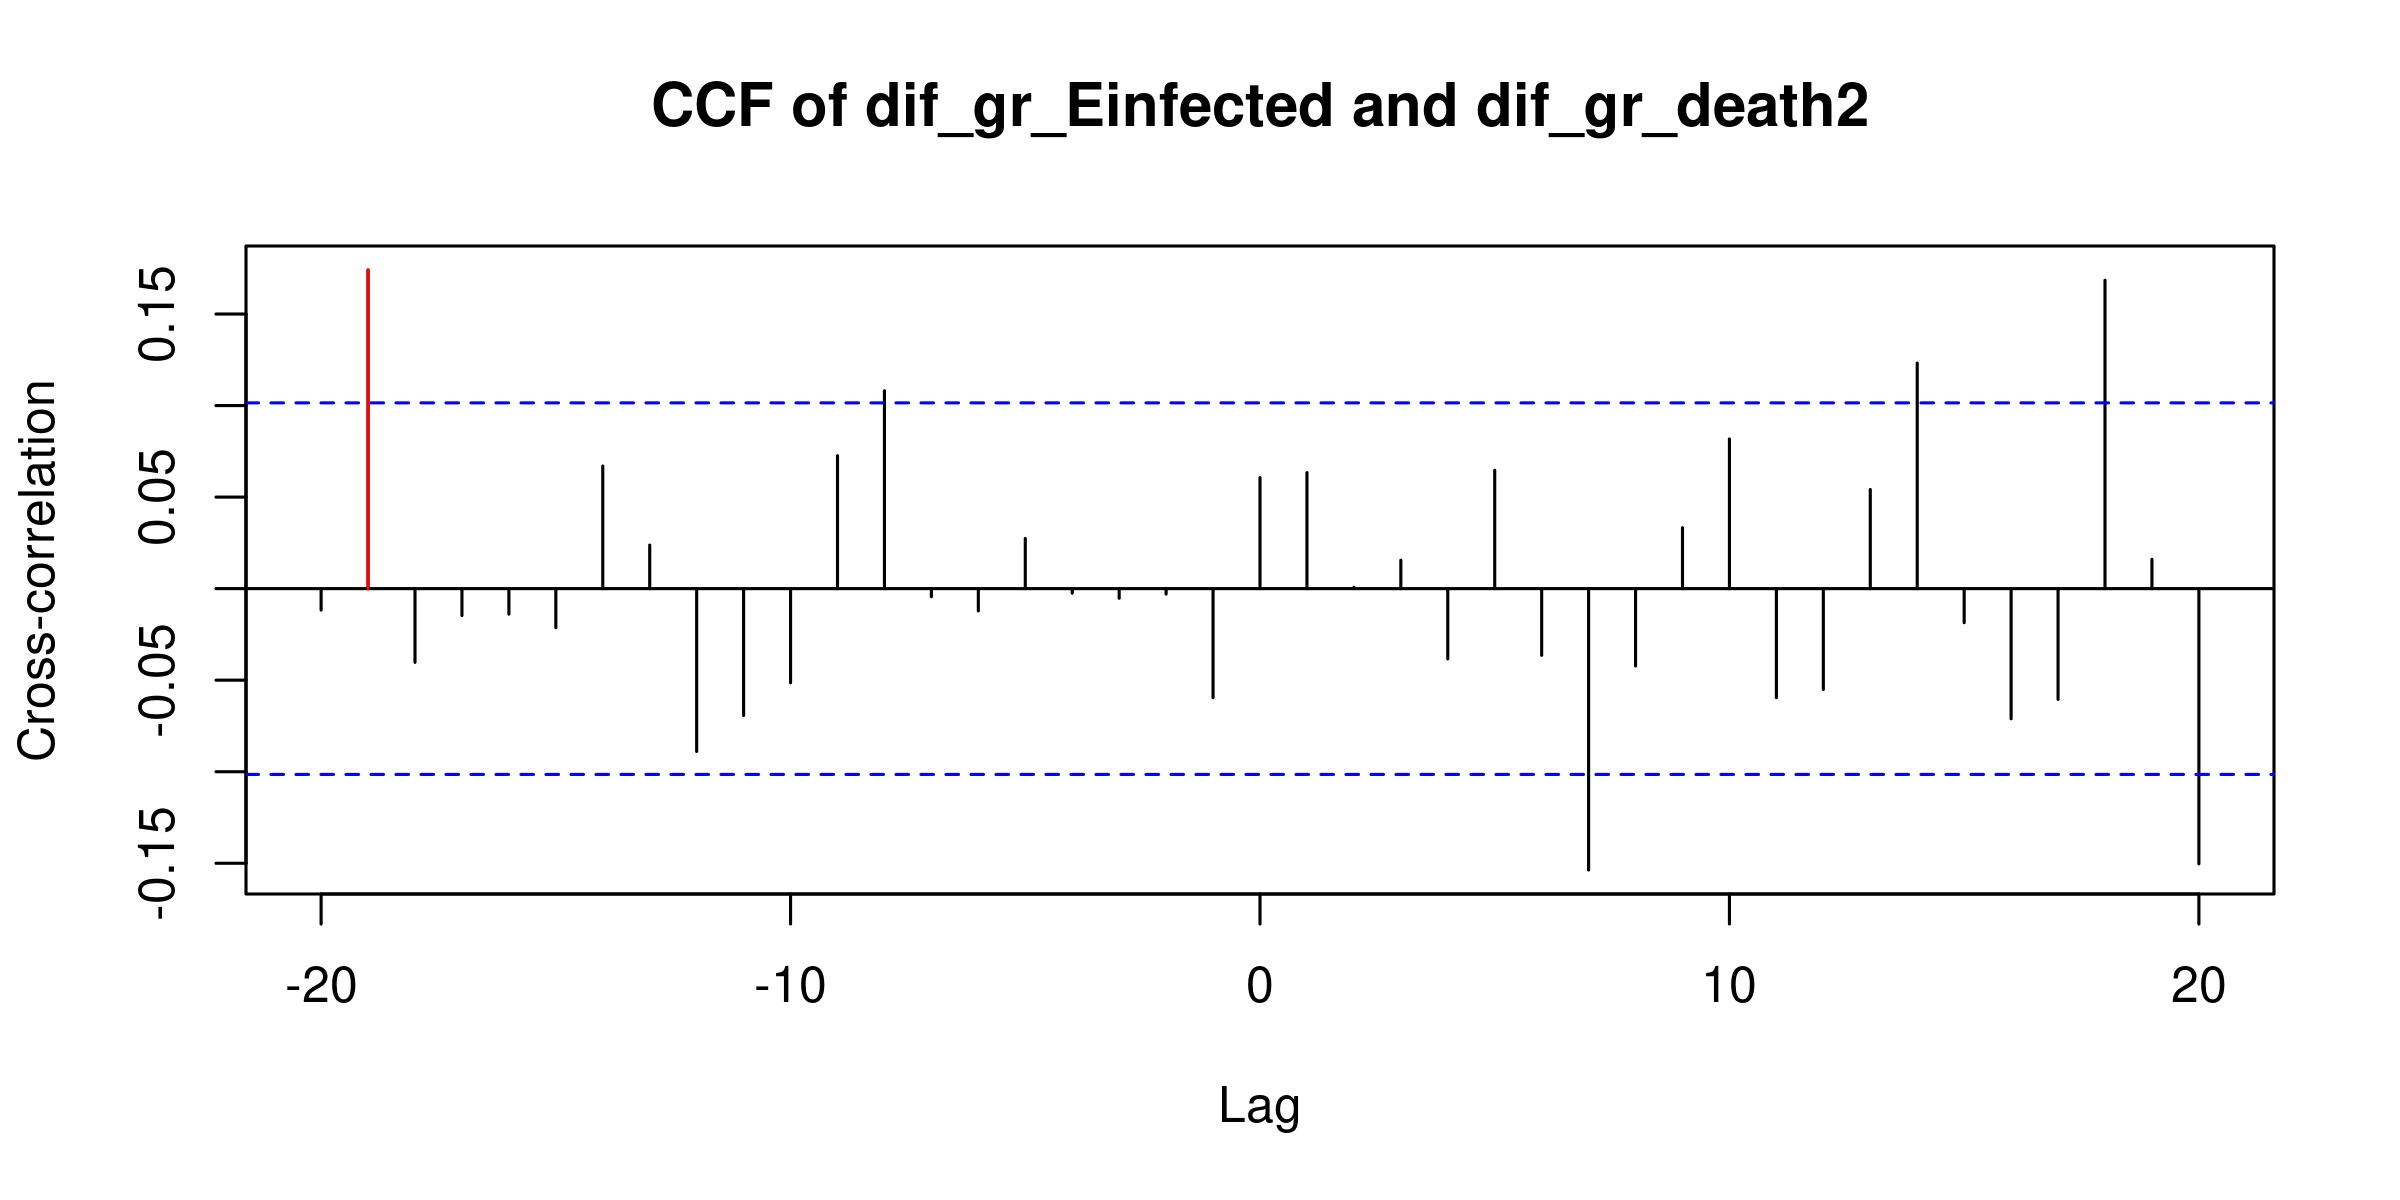 CCF of dif_gr_Einfected and dif_gr_death2
Cross-correlation
0.15
0.05
-0.05
-0.15
-20 -10 0 10 20
Lag